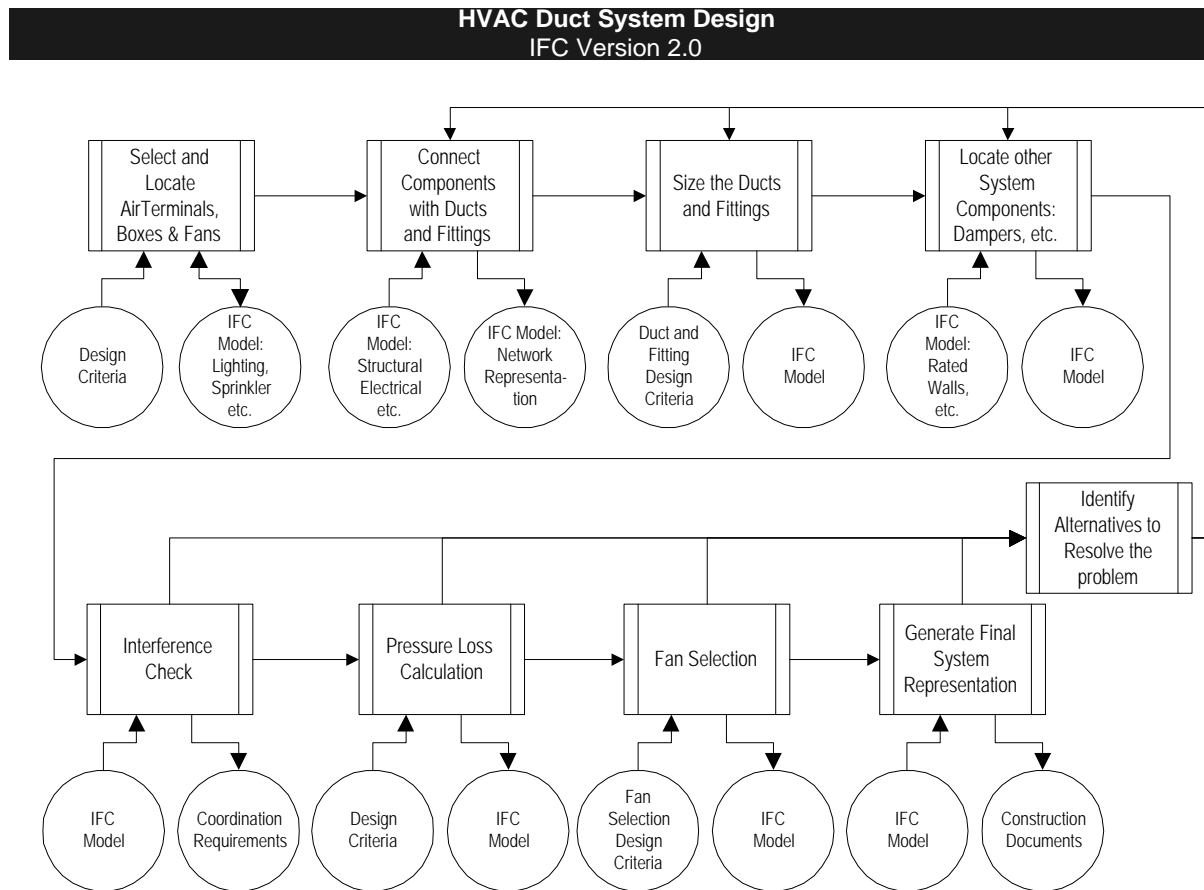 HVAC Duct System Design
IFC Version 2.0
Select and
Locate
AirTerminals,
Boxes & Fans
Connect
Components
with Ducts
and Fittings
Size the Ducts
and Fittings
Locate other
System
Components:
Dampers, etc.
Design
Criteria
IFC
Model:
Lighting,
Sprinkler
etc.
IFC
Model:
Structural
Electrical
etc.
IFC Model:
Network
Representa-
tion
Duct and
Fitting
Design
Criteria
IFC
Model
IFC
Model:
Rated
Walls,
etc.
IFC
Model
Identify
Alternatives to
Resolve the
problem
Interference
Check
Pressure Loss
Calculation
Fan Selection
Generate Final
System
Representation
IFC
Model
Coordination
Requirements
Design
Criteria
IFC
Model
Fan
Selection
Design
Criteria
IFC
Model
IFC
Model
Construction
Documents